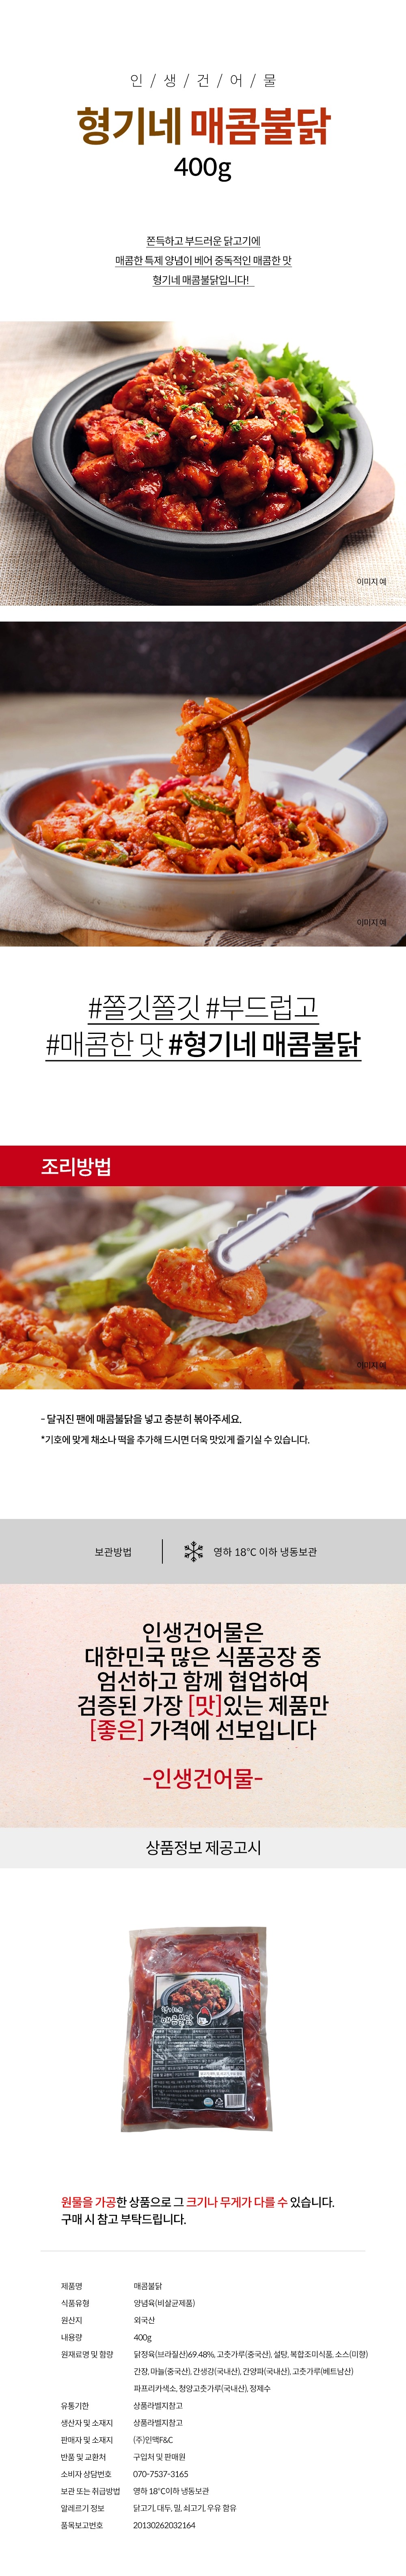 인 / 생 / 건 / 어 / 물
형기네 매콤불닭
400g
쫀득하고 부드러운 닭고기에
매콤한 특제 양념이 베어 중독적인 매콤한 맛
형기네 매콤불닭입니다!
이미지 예
이미지 예
#쫄깃쫄깃 #부드럽고
#매콤한 맛 #형기네 매콤불닭
조리방법
이미지 예
- 달궈진 팬에 매콤불닭을 넣고 충분히 볶아주세요.
*기호에 맞게 채소나 떡을 추가해 드시면 더욱 맛있게 즐기실 수 있습니다.
보관방법 영하 18℃ 이하 냉동보관
인생건어물은
대한민국 많은 식품공장 중
엄선하고 함께 협업하여
검증된 가장 [맛]있는 제품만
[좋은] 가격에 선보입니다
-인생건어물-
상품정보 제공고시
매콤불닭
원물을 가공한 상품으로 그 크기나 무게가 다를 수 있습니다.
구매 시 참고 부탁드립니다.
제품명 매콤불닭
식품유형 양념육(비살균제품)
원산지 외국산
내용량 400g
원재료명 및 함량 닭정육(브라질산)69.48%, 고춧가루(중국산), 설탕, 복합조미식품, 소스(미향)
간장, 마늘(중국산), 간생강(국내산), 간양파(국내산), 고춧가루(베트남산)
파프리카색소, 청양고춧가루(국내산), 정제수
유통기한 상품라벨지참고
생산자 및 소재지 상품라벨지참고
판매자 및 소재지 (주)인맥F&C
반품 및 교환처 구입처 및 판매원
소비자 상담번호 070-7537-3165
보관 또는 취급방법 영하 18℃이하 냉동보관
알레르기 정보 닭고기, 대두, 밀, 쇠고기, 우유 함유
품목보고번호 20130262032164